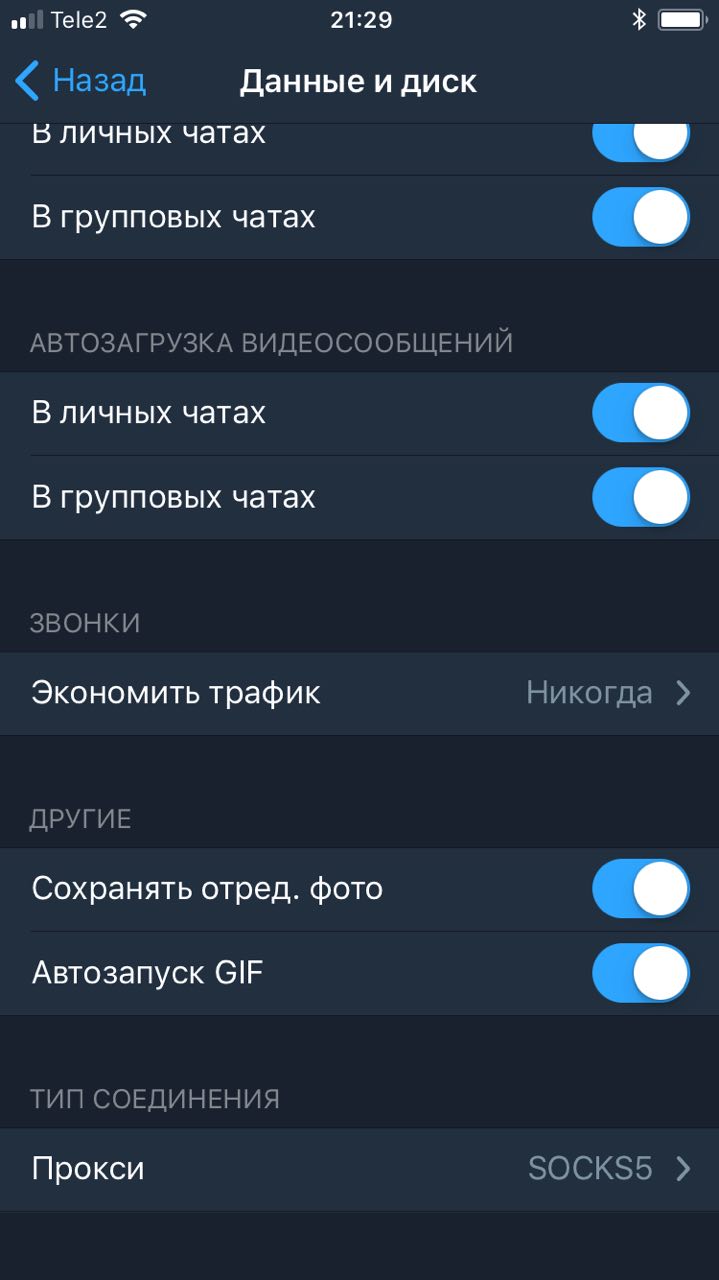 Tele2
21:29
Назад
Данные и диск
В личных чатах
В групповых чатах
АВТОЗАГРУЗКА ВИДЕОСООБЩЕНИЙ
В личных чатах
В групповых чатах
ЗВОНКИ
Экономить трафик Никогда
ДРУГИЕ
Сохранять отред. фото
Автозапуск GIF
ТИП СОЕДИНЕНИЯ
Прокси SOCKS5